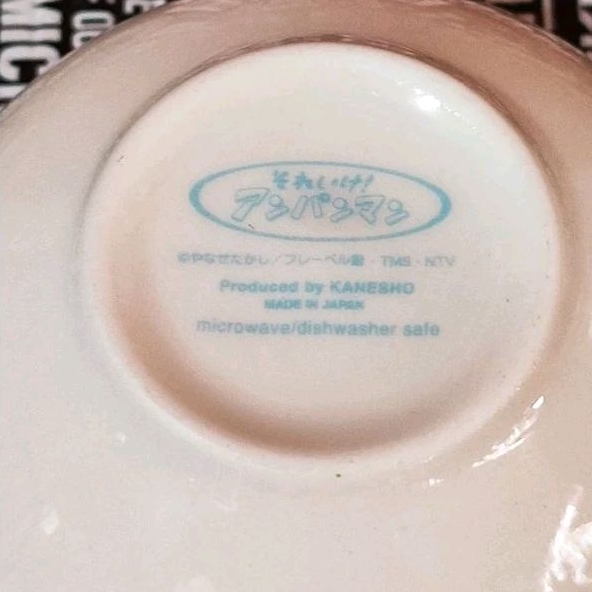 それいけ!
アンパンマン
©やなせたかし/フレーベル館・TMS・NTV
Produced by KANESHO
MADE IN JAPAN
microwave/dishwasher safe